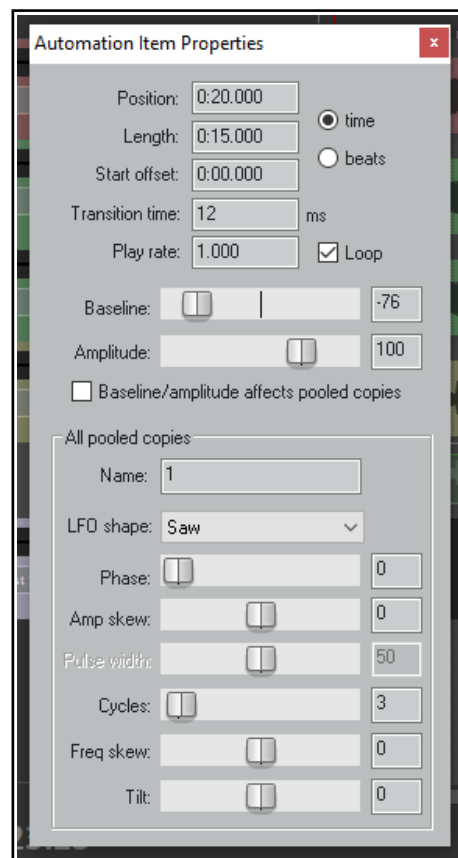 Automation Item Properties
x
Position: 0:20.000
time
Length: 0:15.000
beats
Start offset: 0:00.000
Transition time: 12 ms
Play rate: 1.000 Loop
Baseline: -76
Amplitude: 100
Baseline/amplitude affects pooled copies
All pooled copies
Name: 1
LFO shape: Saw
Phase: 0
Amp skew: 0
Pulse width: 50
Cycles: 3
Freq skew: 0
Tilt: 0